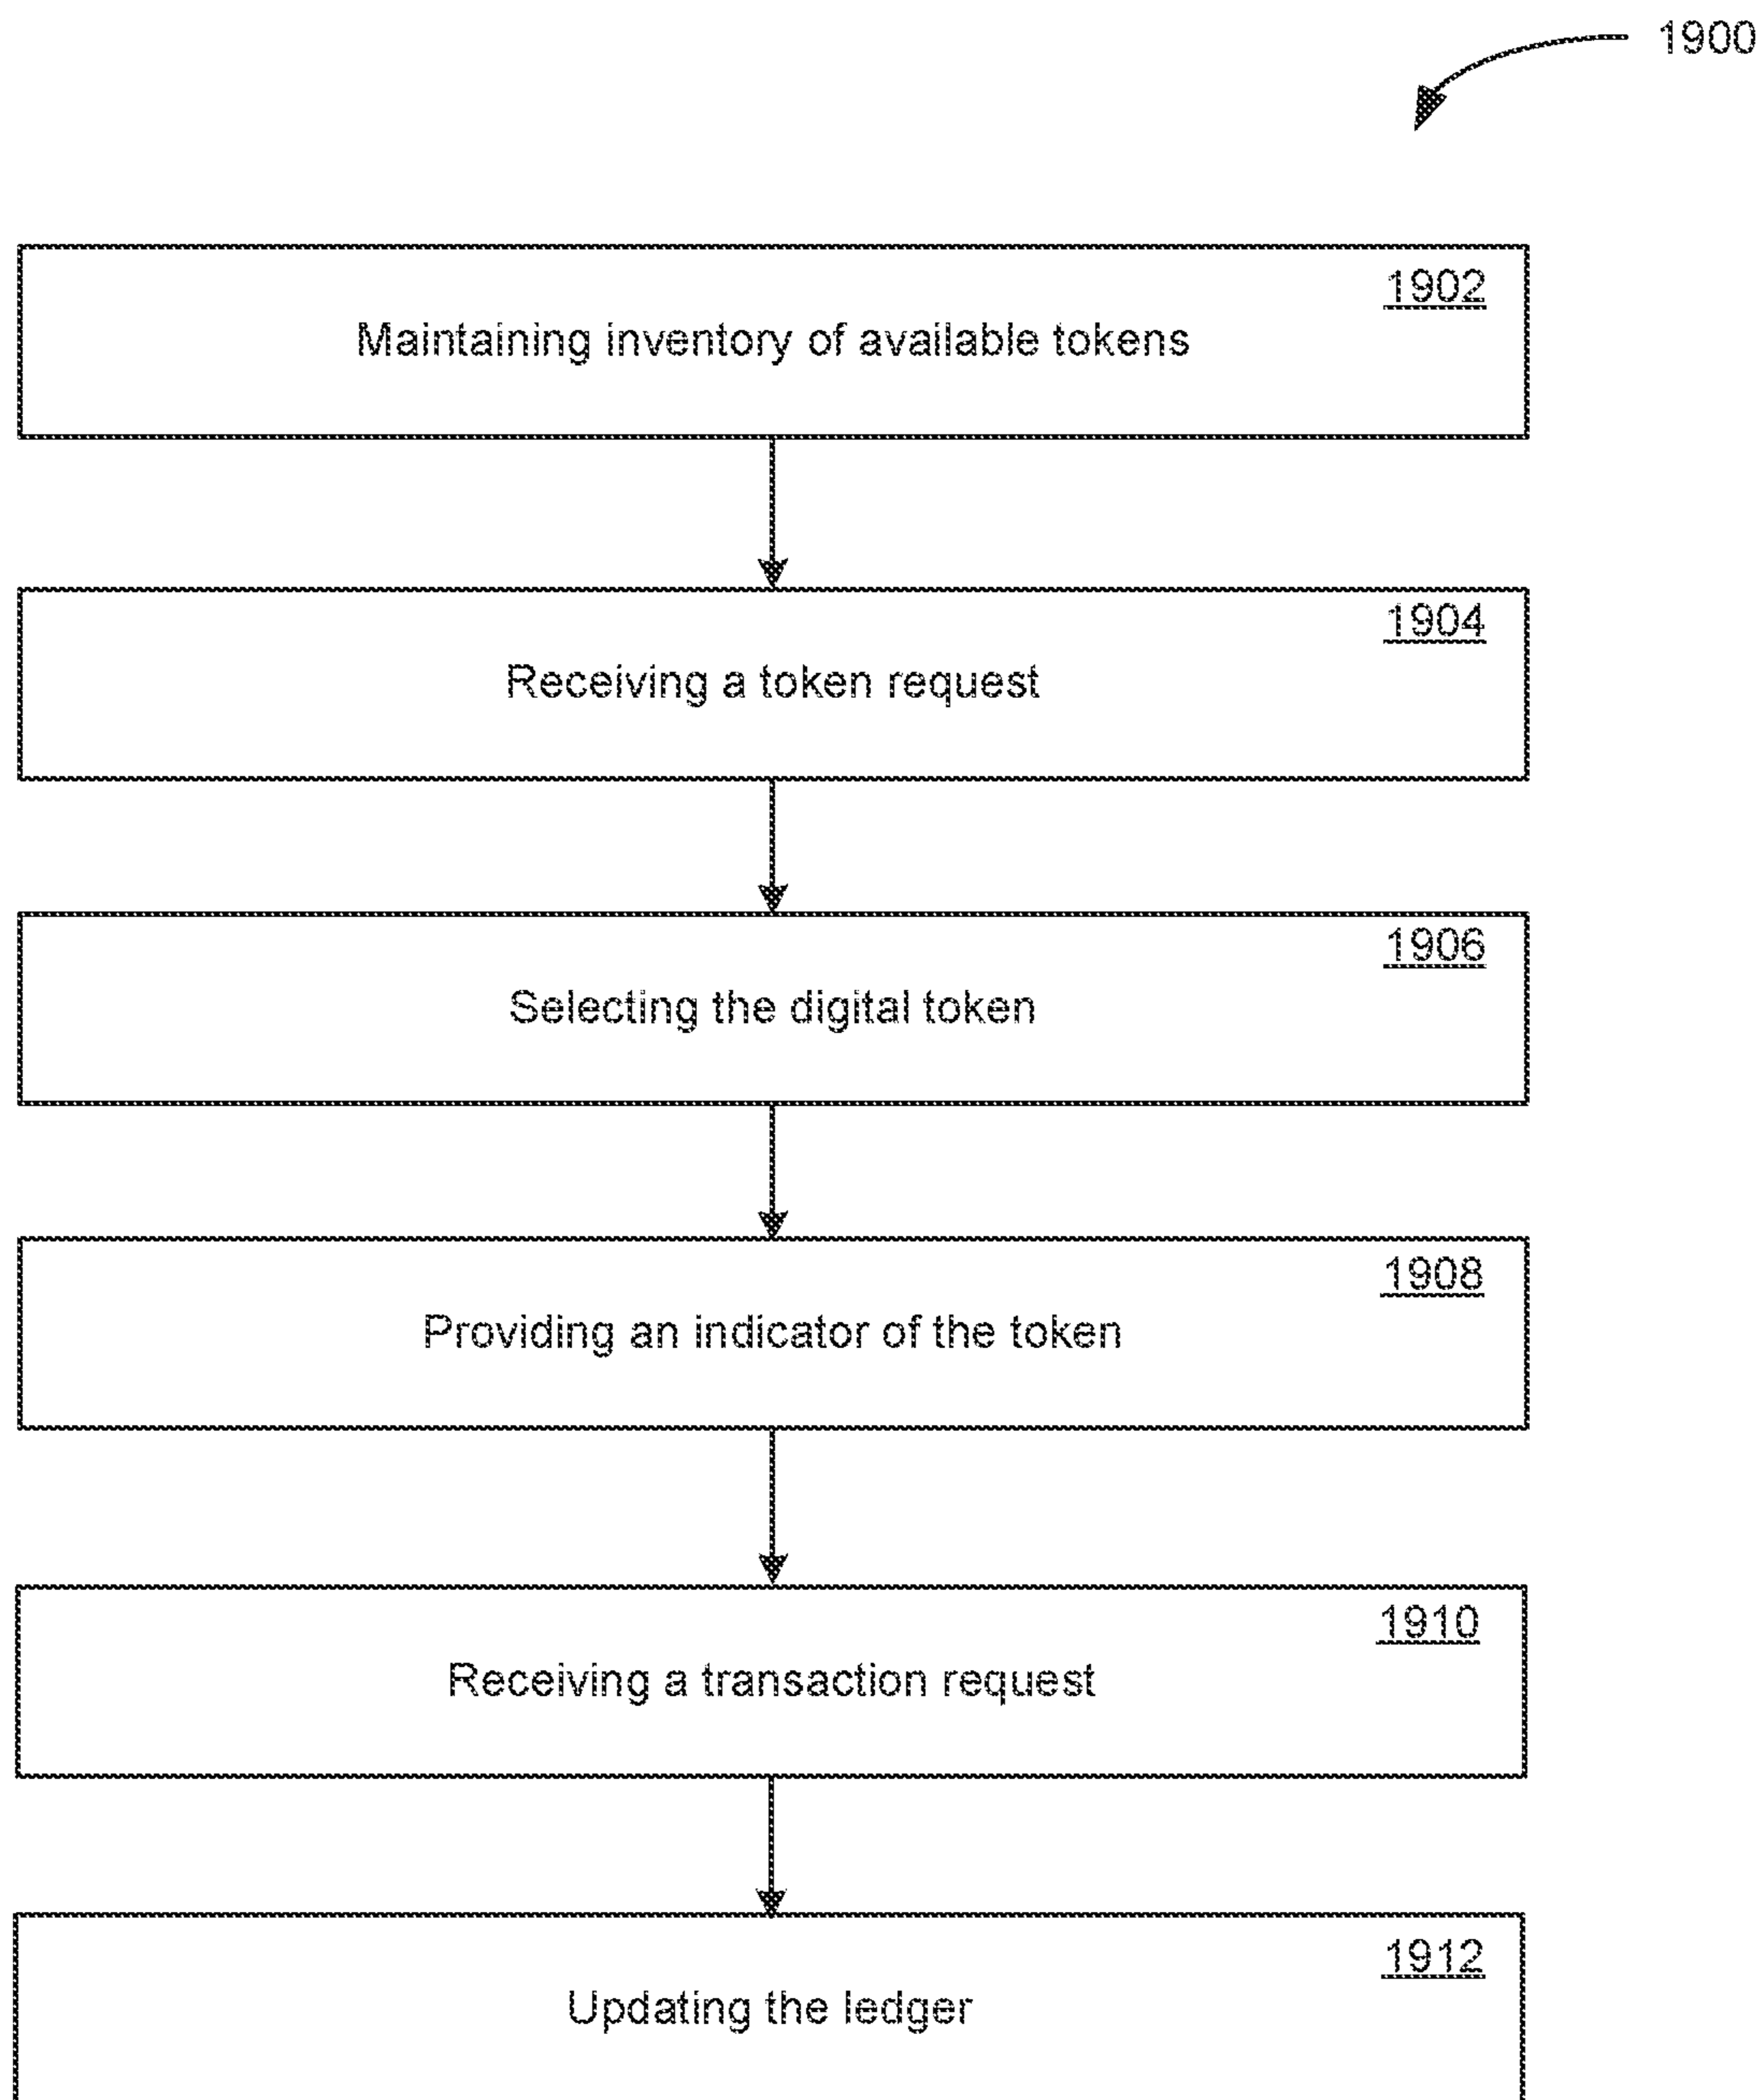 1900
1902
Maintaining inventory of available tokens
1904
Receiving a token request
1906
Selecting the digital token
1908
Providing an indicator of the token
1910
Receiving a transaction request
1912
Updating the ledger